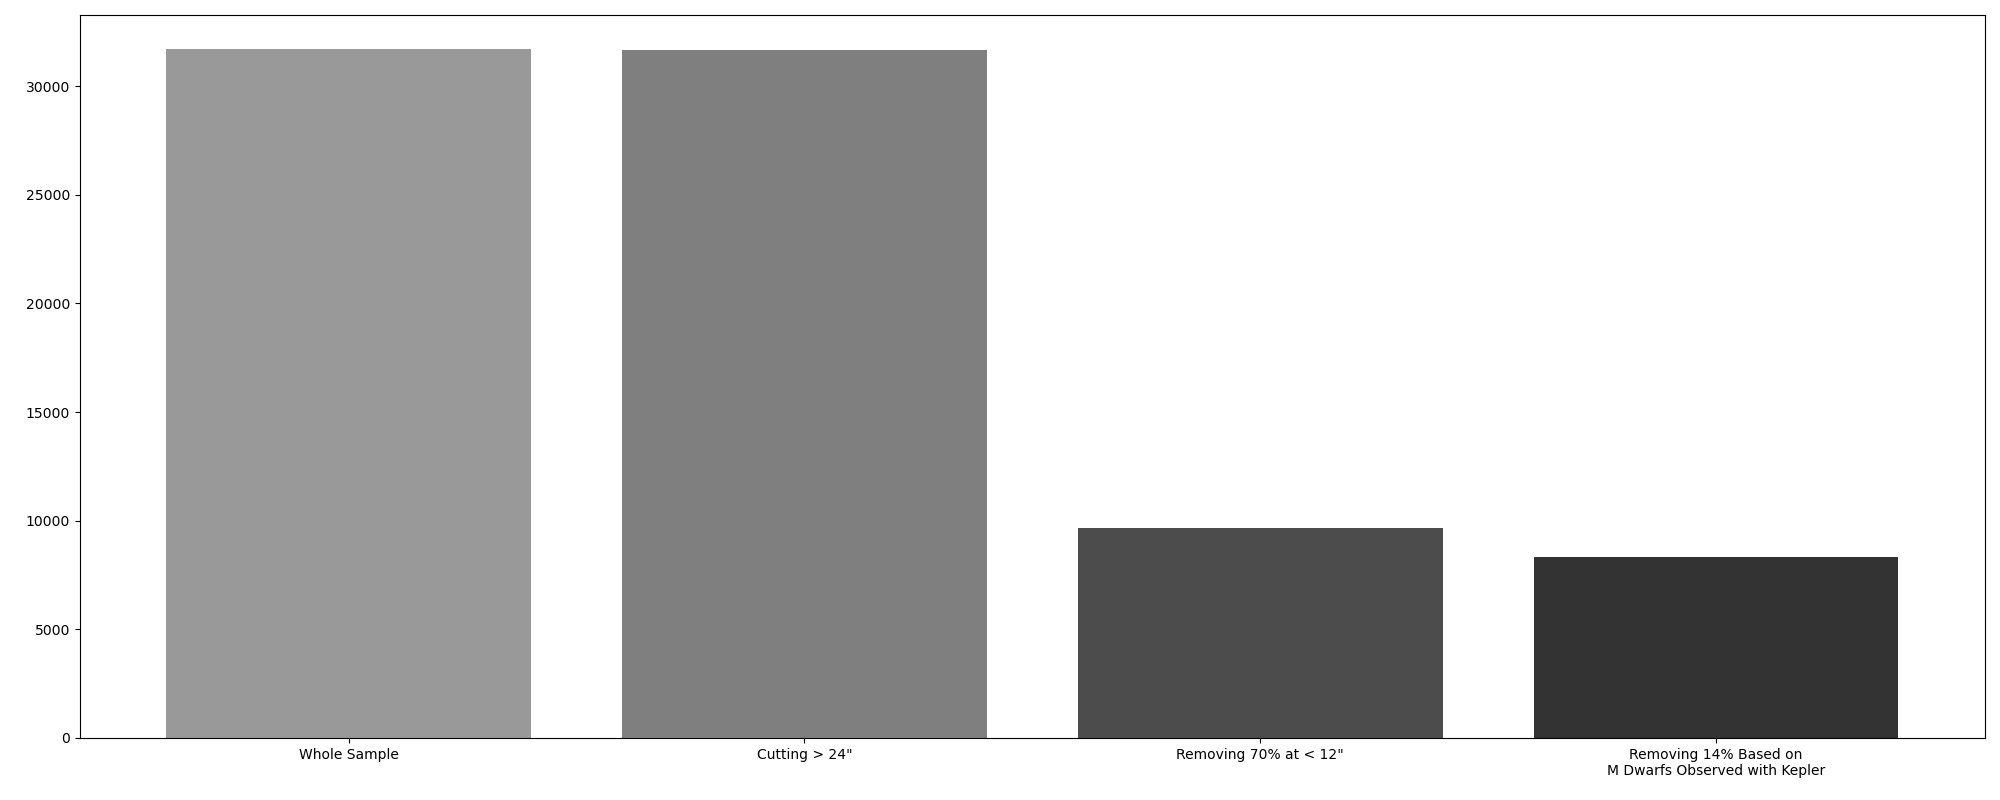 30000
25000
20000
15000
10000
5000
0
Whole Sample
Cutting > 24"
Removing 70% at < 12"
Removing 14% Based on
M Dwarfs Observed with Kepler